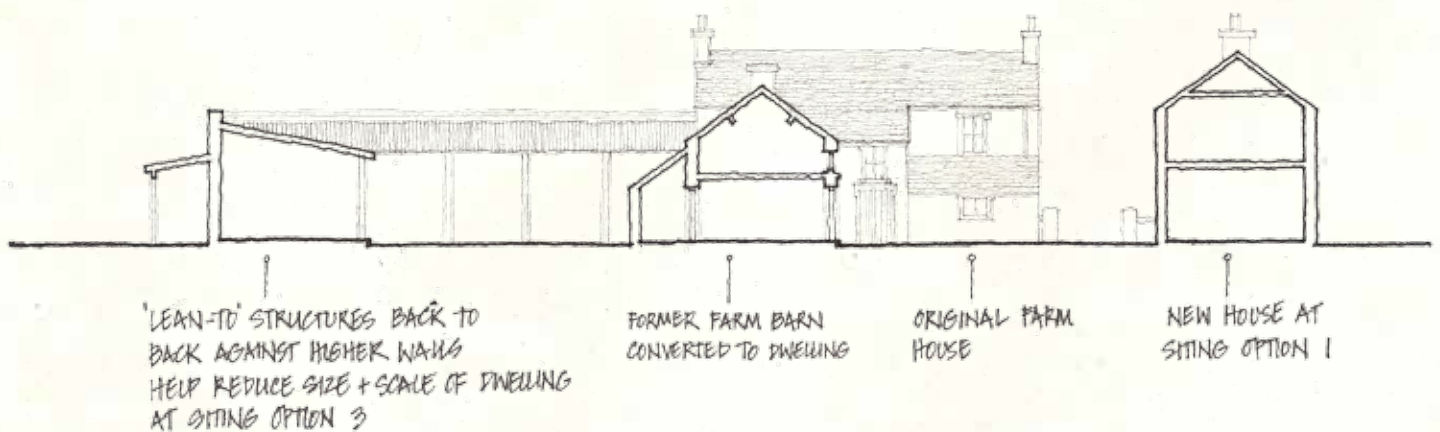 'LEAN-TO' STRUCTURES BACK TO
BACK AGAINST HIGHER WALLS
HELP REDUCE SIZE + SCALE OF DWELLING
AT SITING OPTION 3
FORMER FARM BARN
CONVERTED TO DWELLING
ORIGINAL FARM
HOUSE
NEW HOUSE AT
SITING OPTION 1